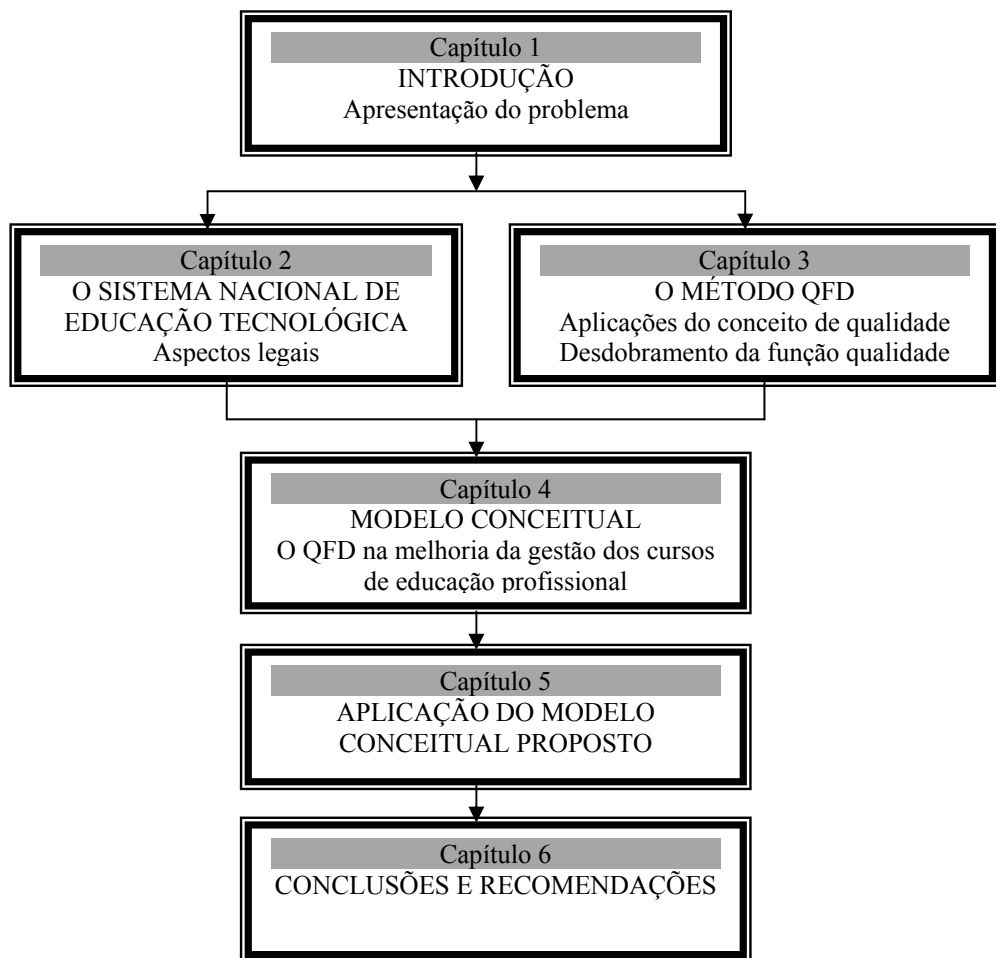 Capítulo 1
INTRODUÇÃO
Apresentação do problema
Capítulo 2
O SISTEMA NACIONAL DE
EDUCAÇÃO TECNOLÓGICA
Aspectos legais
Capítulo 3
O MÉTODO QFD
Aplicações do conceito de qualidade
Desdobramento da função qualidade
Capítulo 4
MODELO CONCEITUAL
O QFD na melhoria da gestão dos cursos
de educação profissional
Capítulo 5
APLICAÇÃO DO MODELO
CONCEITUAL PROPOSTO
Capítulo 6
CONCLUSÕES E RECOMENDAÇÕES